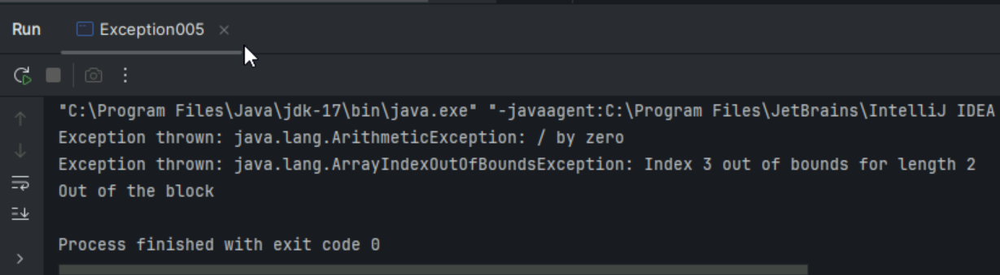 Run Exception005
"C:\Program Files\Java\jdk-17\bin\java.exe" "-javaagent:C:\Program Files\JetBrains\IntelliJ IDEA
Exception thrown: java.lang.ArithmeticException: / by zero
Exception thrown: java.lang.ArrayIndexOutOfBoundsException: Index 3 out of bounds for length 2
Out of the block
Process finished with exit code 0